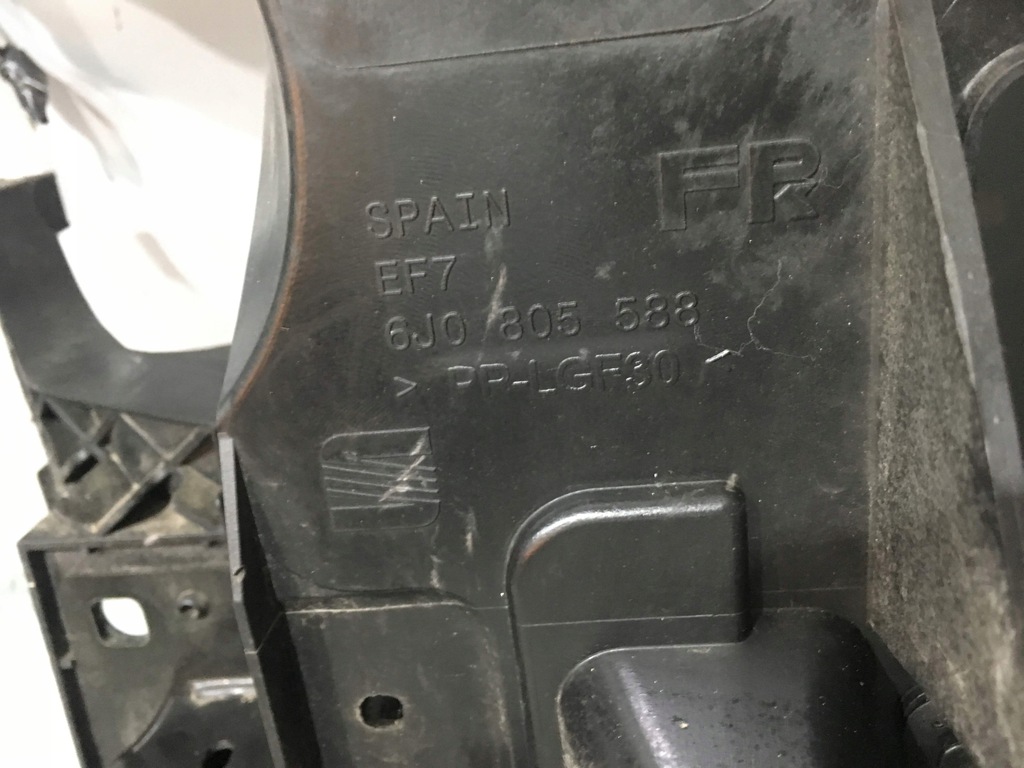 FR
SPAIN
EF7
6J0 805 588
> PP-LGF30